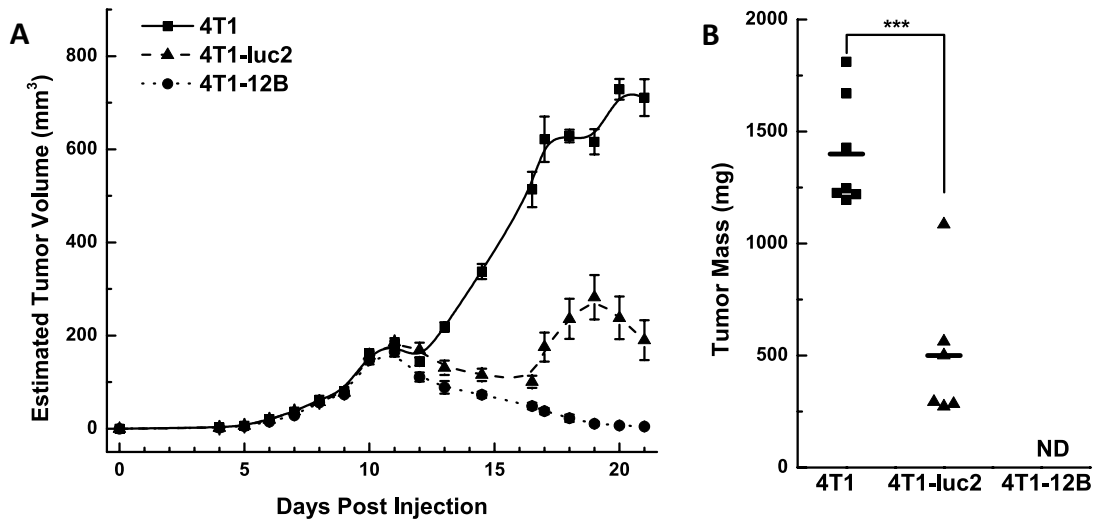 A
4T1
4T1-luc2
4T1-12B
Estimated Tumor Volume (mm³)
800
600
400
200
0
0 5 10 15 20
Days Post Injection
B
***
Tumor Mass (mg)
2000
1500
1000
500
0
ND
4T1 4T1-luc2 4T1-12B